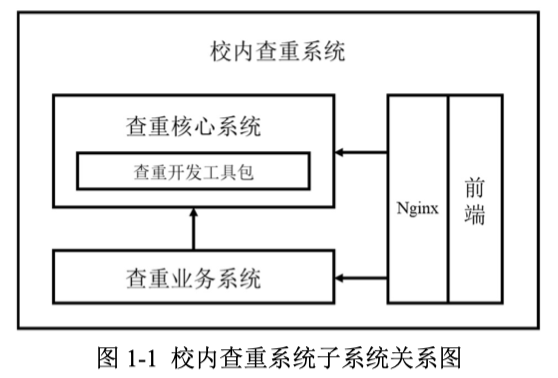 校内查重系统
查重核心系统
查重开发工具包
查重业务系统
Nginx
前
端
图 1-1 校内查重系统子系统关系图